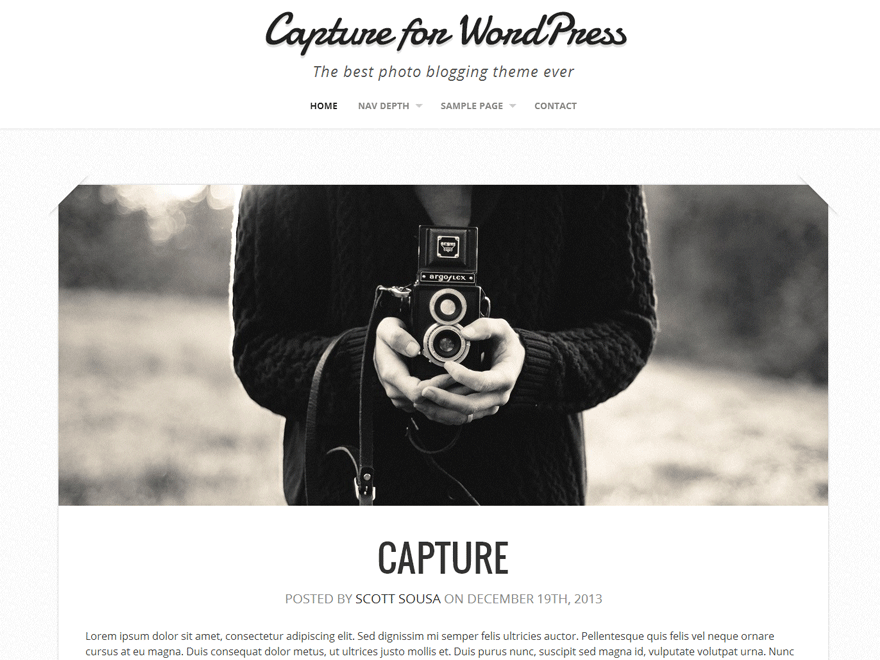 Capture for WordPress
The best photo blogging theme ever
HOME NAV DEPTH SAMPLE PAGE CONTACT
argus
argoflex
CAPTURE
POSTED BY SCOTT SOUSA ON DECEMBER 19TH, 2013
Lorem ipsum dolor sit amet, consectetur adipiscing elit. Sed dignissim mi semper felis ultricies auctor. Pellentesque quis felis vel neque ornare
cursus at eu magna. Duis consequat dolor metus, ut ultrices justo mollis et. Duis purus nunc, suscipit sed magna id, vulputate volutpat urna. Nunc